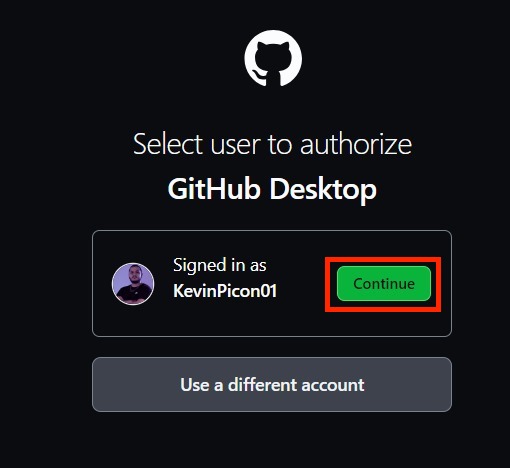 Select user to authorize
GitHub Desktop
Signed in as
KevinPicon01
Continue
Use a different account